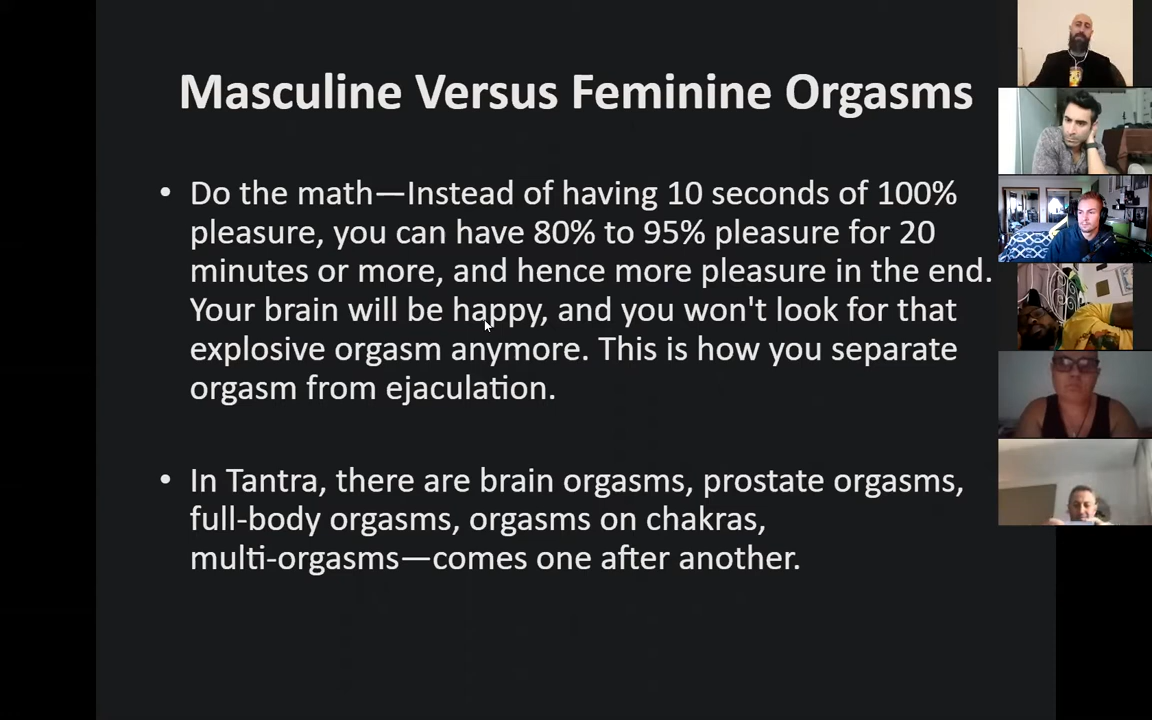 Masculine Versus Feminine Orgasms
• Do the math—Instead of having 10 seconds of 100%
pleasure, you can have 80% to 95% pleasure for 20
minutes or more, and hence more pleasure in the end.
Your brain will be happy, and you won't look for that
explosive orgasm anymore. This is how you separate
orgasm from ejaculation.
• In Tantra, there are brain orgasms, prostate orgasms,
full-body orgasms, orgasms on chakras,
multi-orgasms—comes one after another.